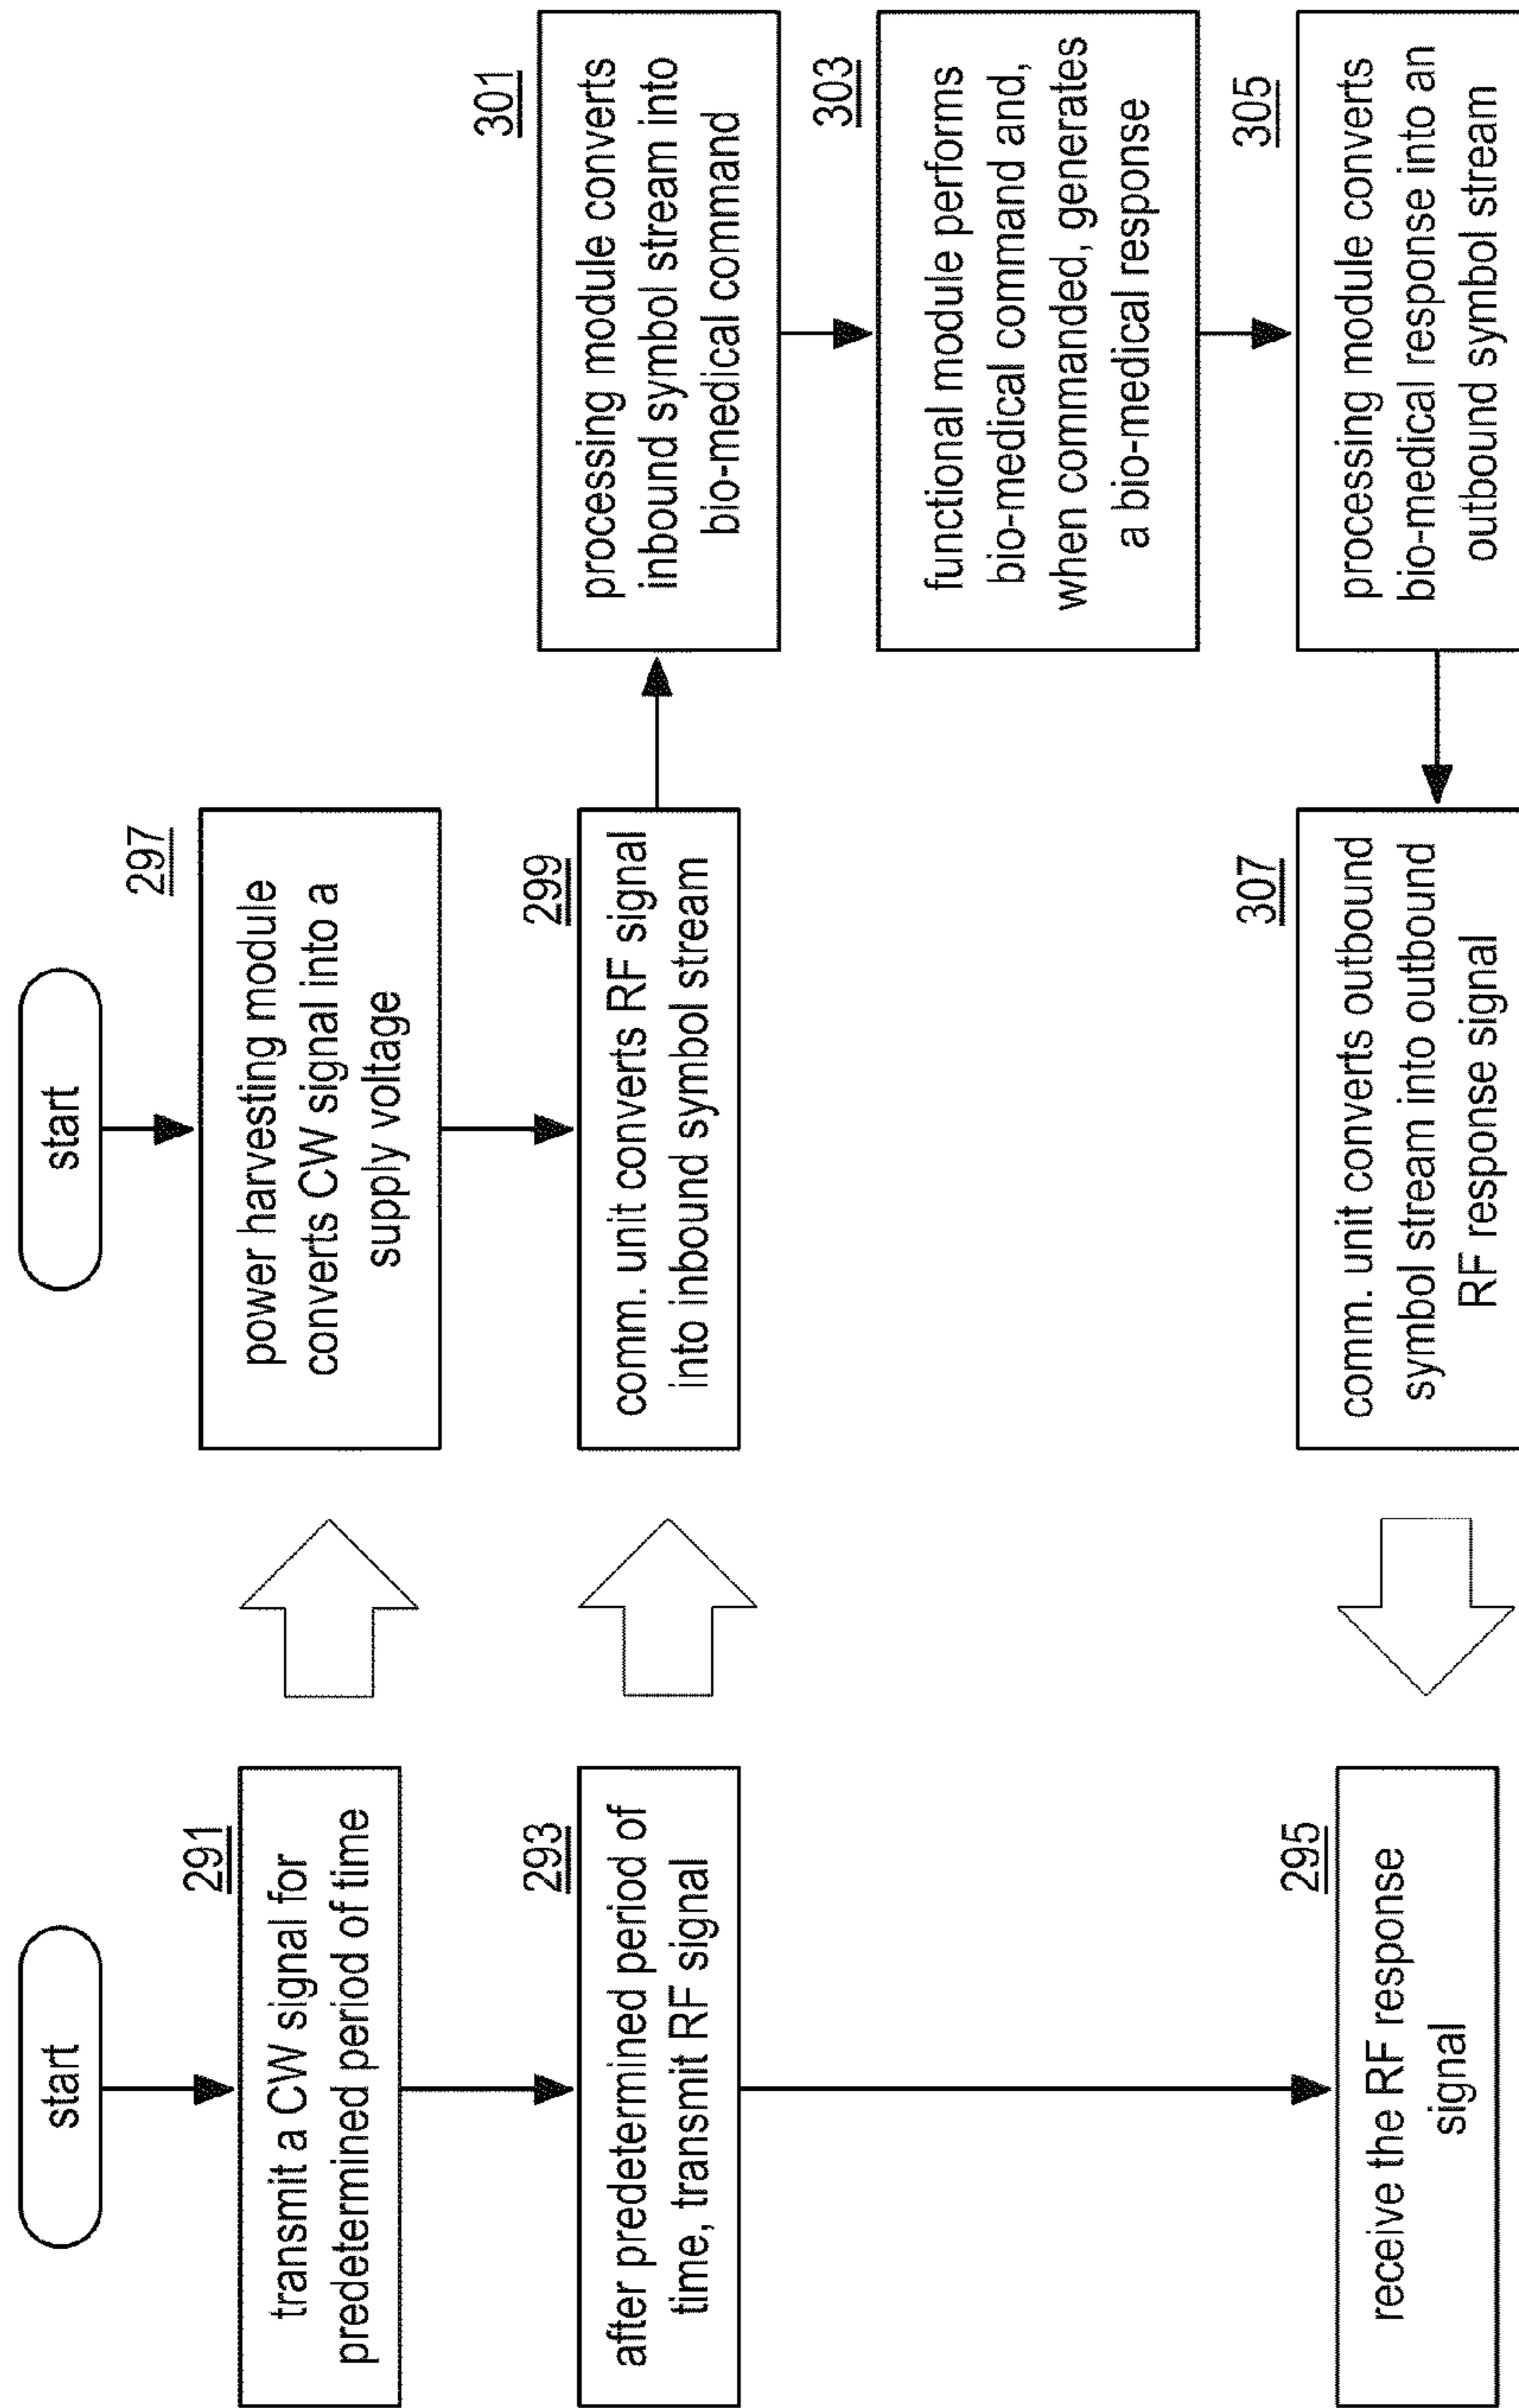 start
291
transmit a CW signal for
predetermined period of time
293
after predetermined period of
time, transmit RF signal
295
receive the RF response
signal
start
297
power harvesting module
converts CW signal into a
supply voltage
299
comm. unit converts RF signal
into inbound symbol stream
301
processing module converts
inbound symbol stream into
bio-medical command
303
functional module performs
bio-medical command and,
when commanded, generates
a bio-medical response
305
processing module converts
bio-medical response into an
outbound symbol stream
307
comm. unit converts outbound
symbol stream into outbound
RF response signal